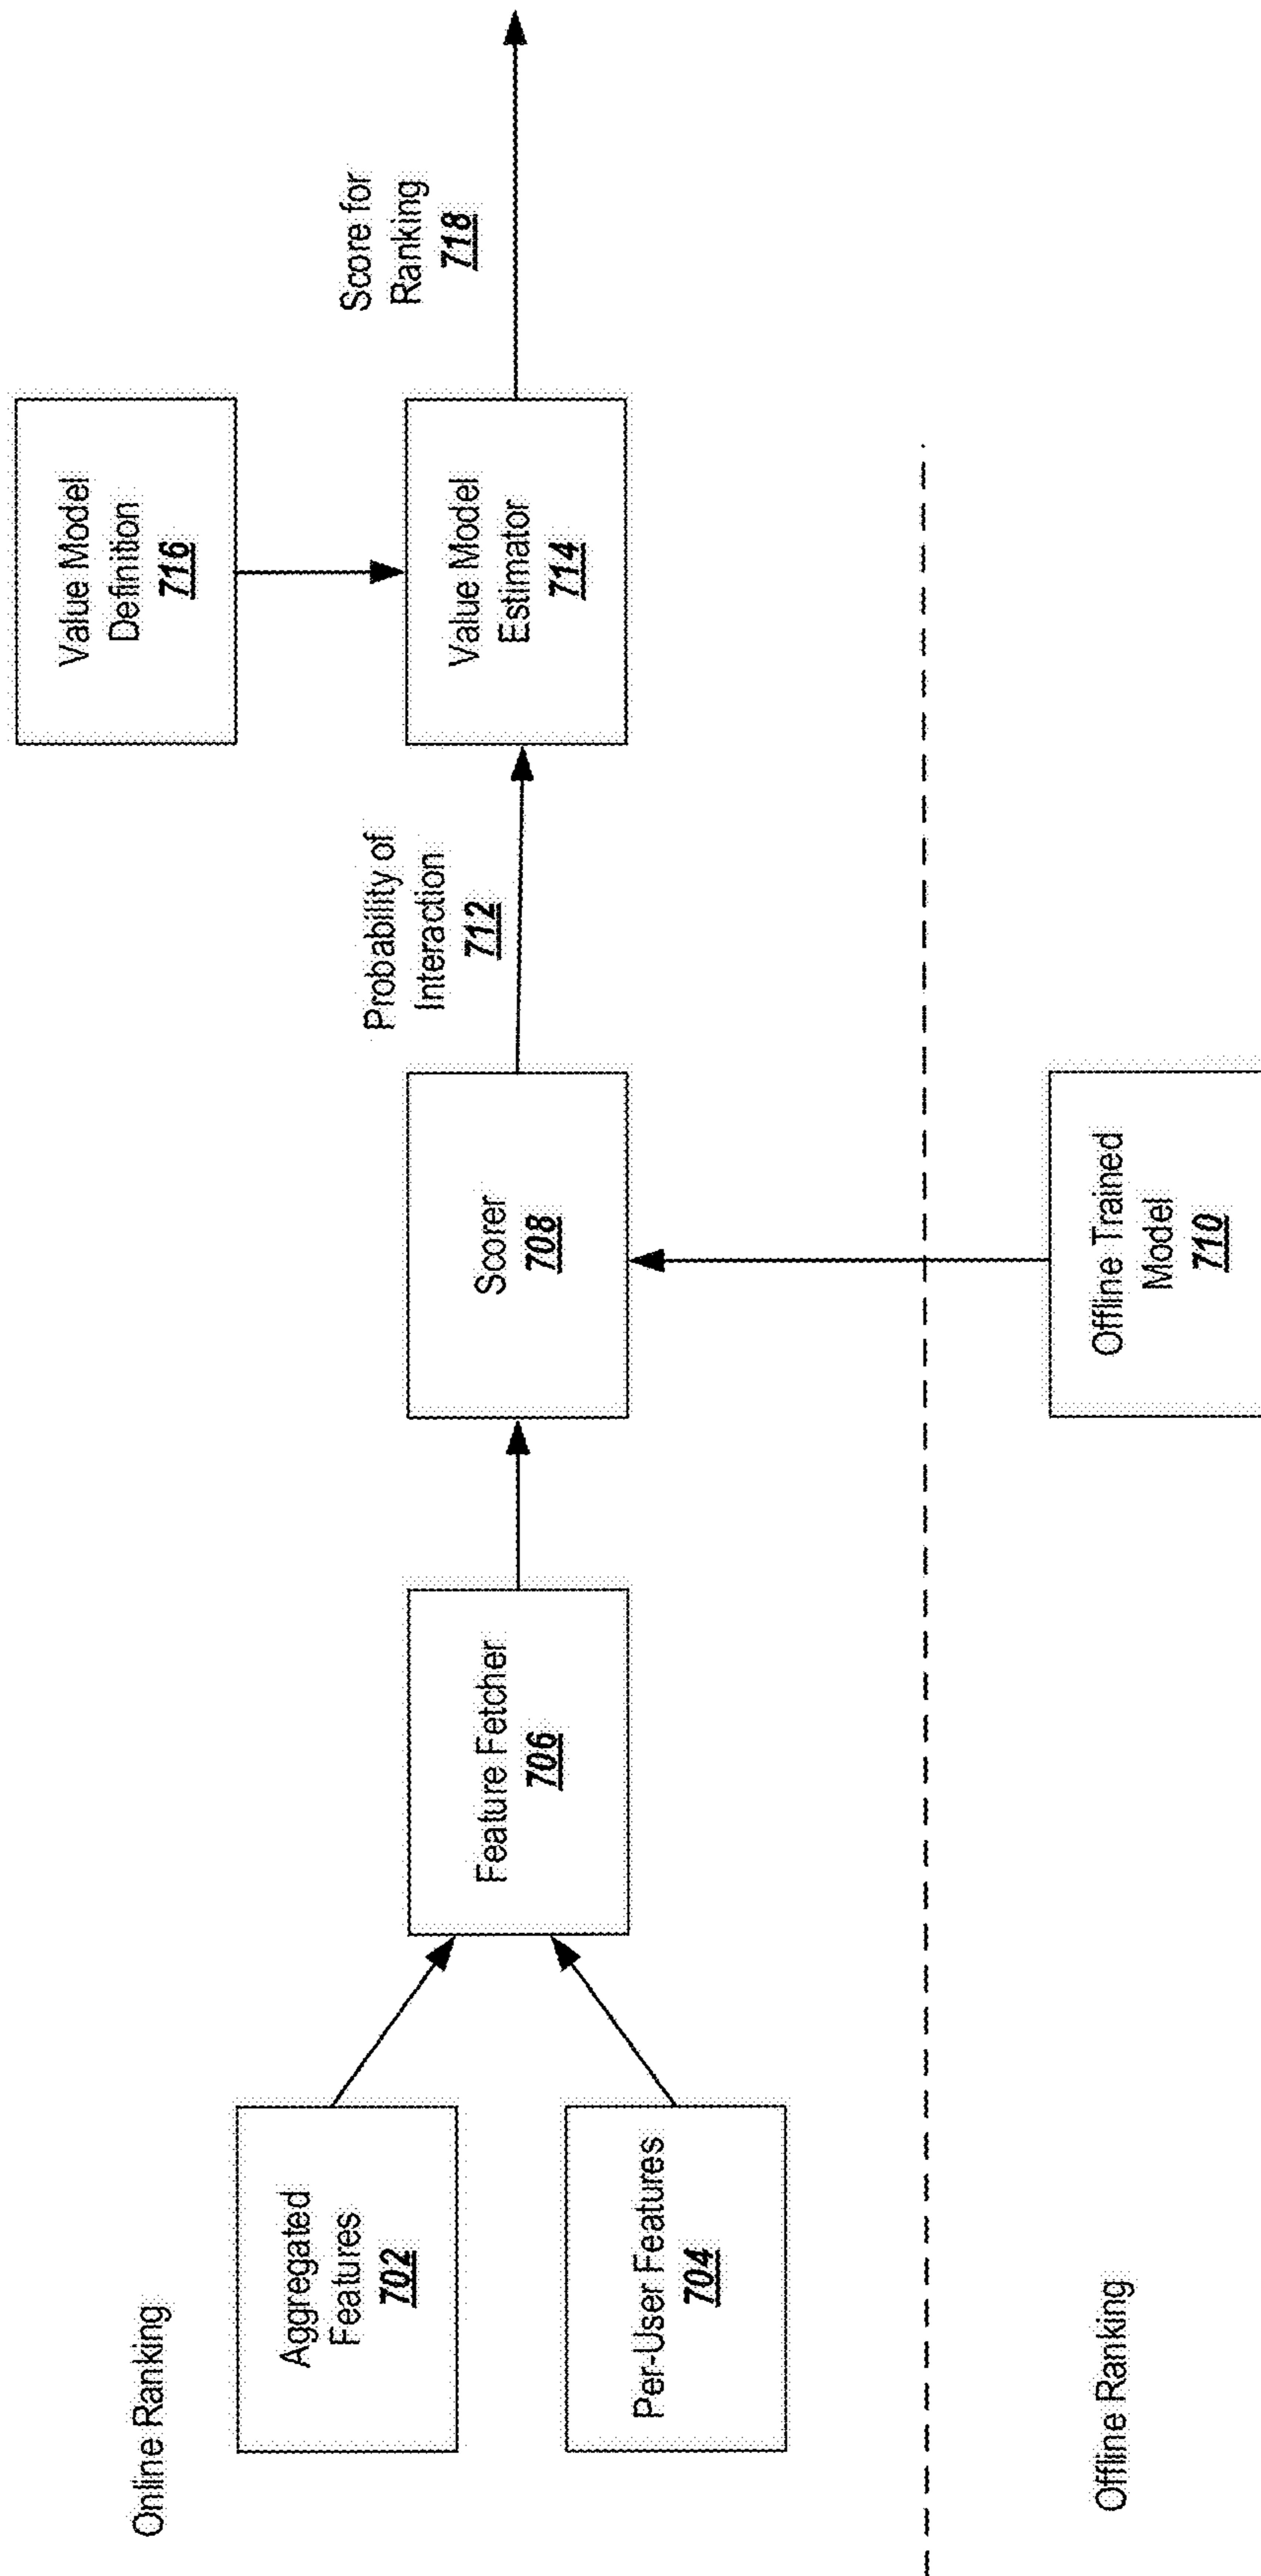 Online Ranking
Aggregated
Features
702
Per-User Features
704
Feature Fetcher
706
Scorer
708
Probability of
Interaction
712
Value Model
Definition
716
Value Model
Estimator
714
Score for
Ranking
718
Offline Ranking
Offline Trained
Model
710